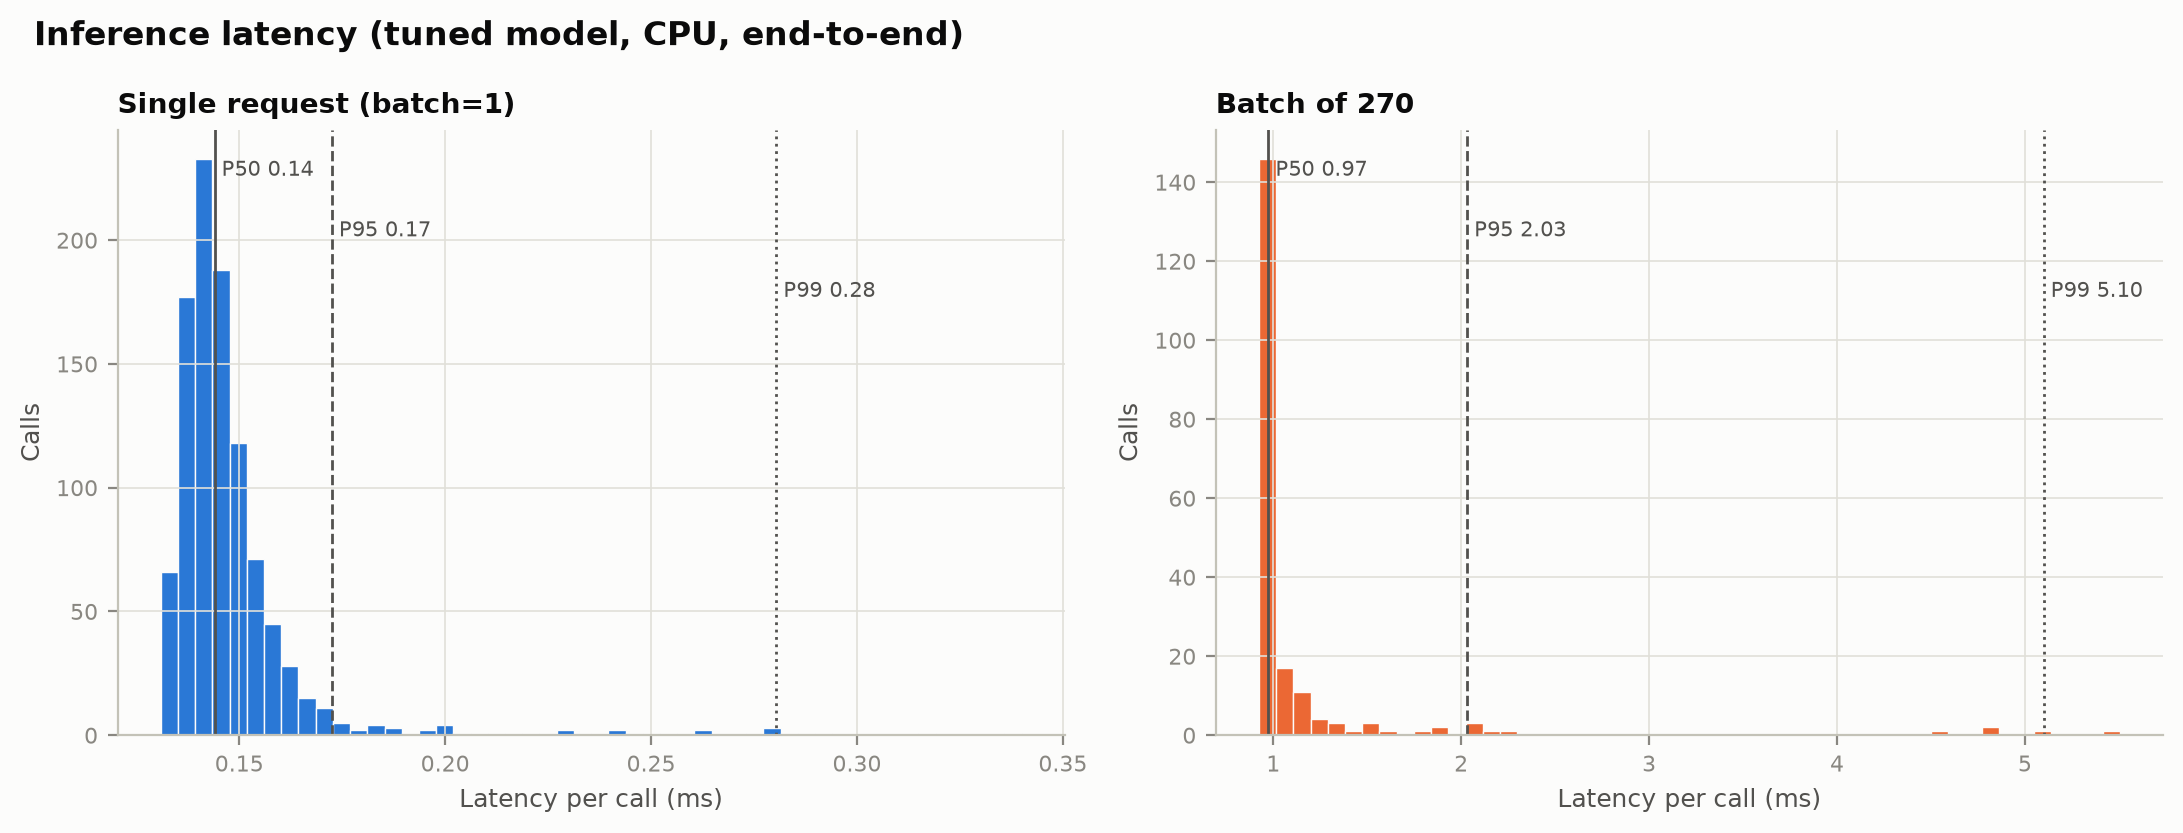 Inference latency (tuned model, CPU, end-to-end)
Single request (batch=1)
P50 0.14
P95 0.17
P99 0.28
200
150
100
50
0
Calls
0.15 0.20 0.25 0.30 0.35
Latency per call (ms)
Batch of 270
P50 0.97
P95 2.03
P99 5.10
140
120
100
80
60
40
20
0
Calls
1 2 3 4 5
Latency per call (ms)